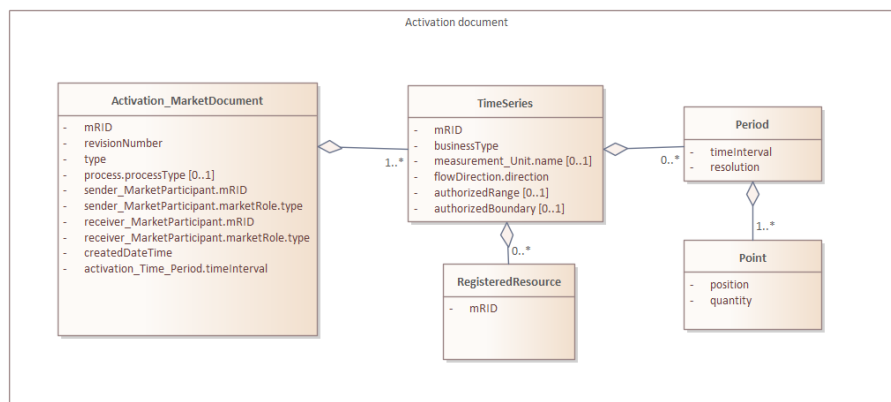 Activation document
Activation_MarketDocument
- mRID
- revisionNumber
- type
- process.processType [0..1]
- sender_MarketParticipant.mRID
- sender_MarketParticipant.marketRole.type
- receiver_MarketParticipant.mRID
- receiver_MarketParticipant.marketRole.type
- createdDateTime
- activation_Time_Period.timeInterval
1..*
TimeSeries
- mRID
- businessType
- measurement_Unit.name [0..1]
- flowDirection.direction
- authorizedRange [0..1]
- authorizedBoundary [0..1]
0..*
Period
- timeInterval
- resolution
0..*
RegisteredResource
- mRID
1..*
Point
- position
- quantity